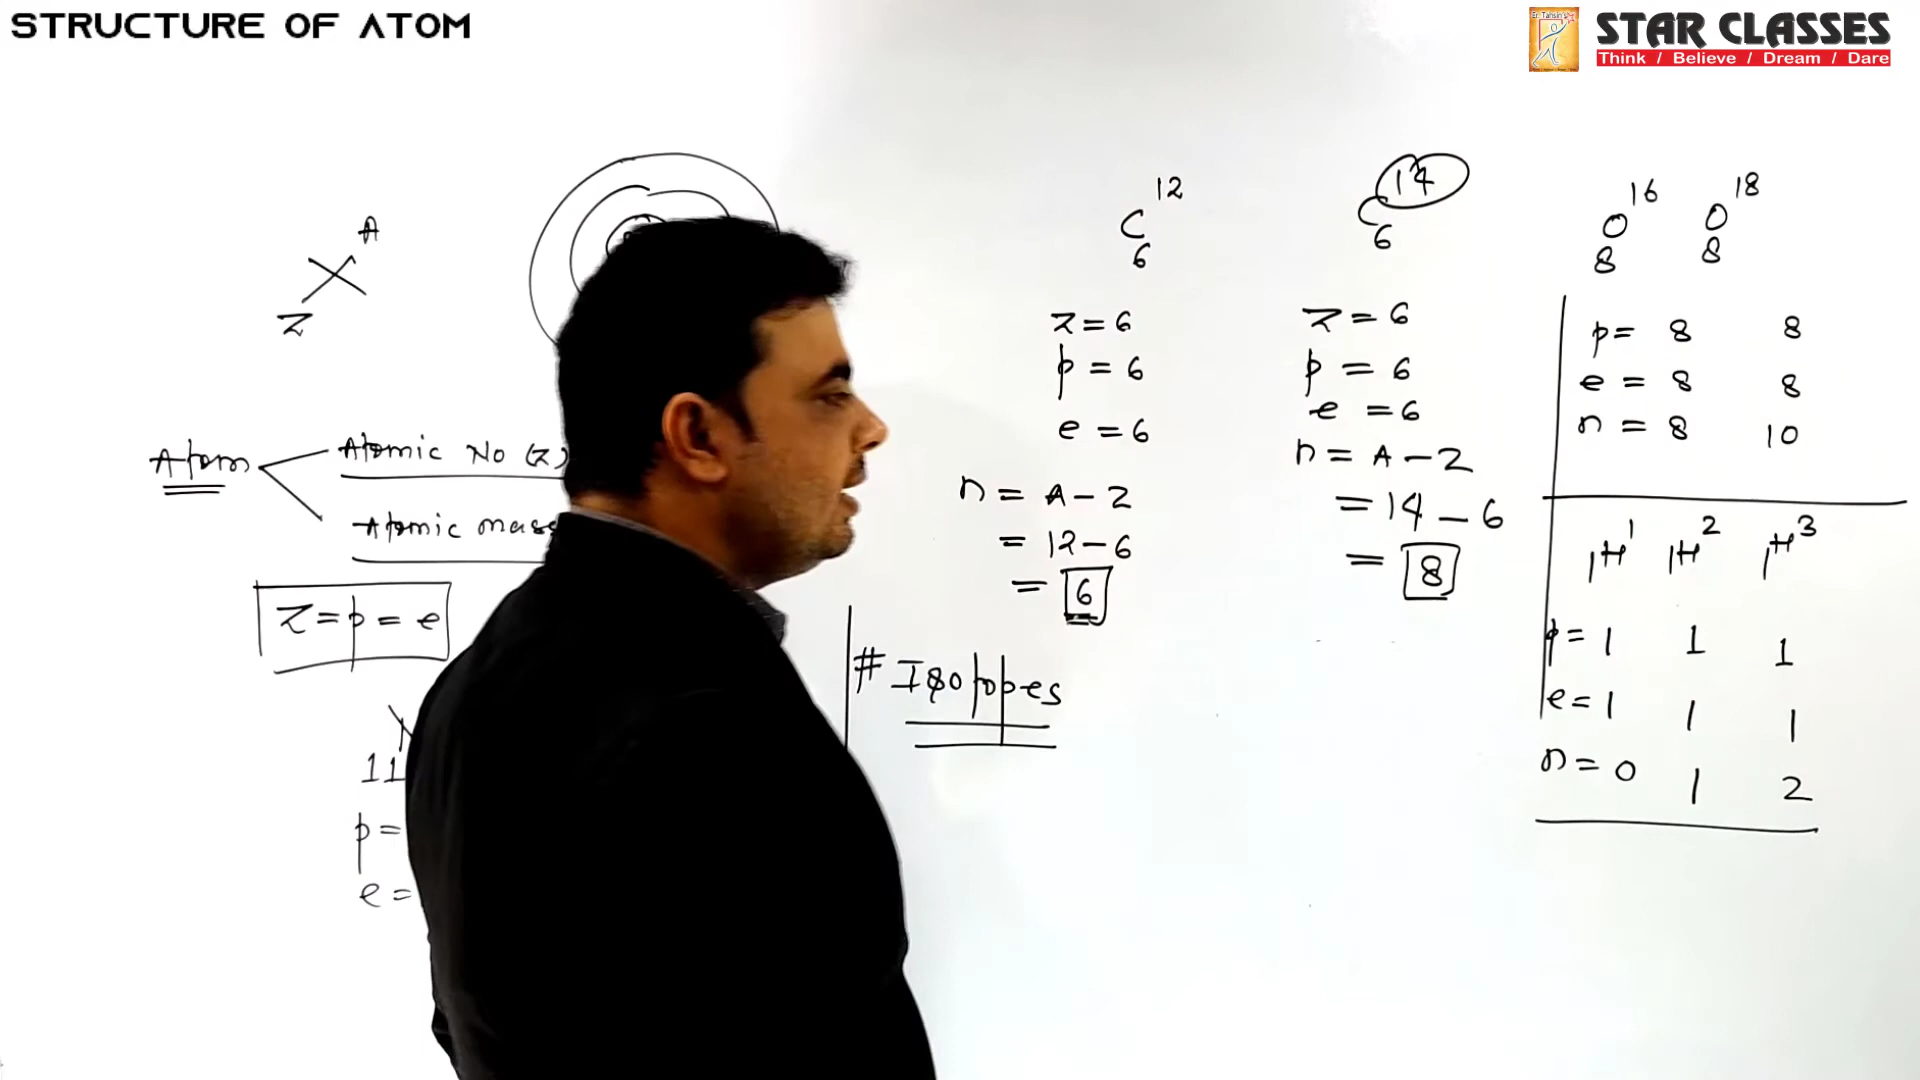 STRUCTURE OF ATOM
Er. Tahsin's
STAR CLASSES
Think / Believe / Dream / Dare
A
X
Z
Atom
Atomic No (Z)
Atomic mass
Z = p = e
11
p =
e =
C 12
6
Z = 6
p = 6
e = 6
n = A - Z
= 12 - 6
= 6
# Isotopes
C 14
6
Z = 6
p = 6
e = 6
n = A - Z
= 14 - 6
= 8
O 16 O 18
8 8
p = 8 8
e = 8 8
n = 8 10
1H1 1H2 1H3
p = 1 1 1
e = 1 1 1
n = 0 1 2